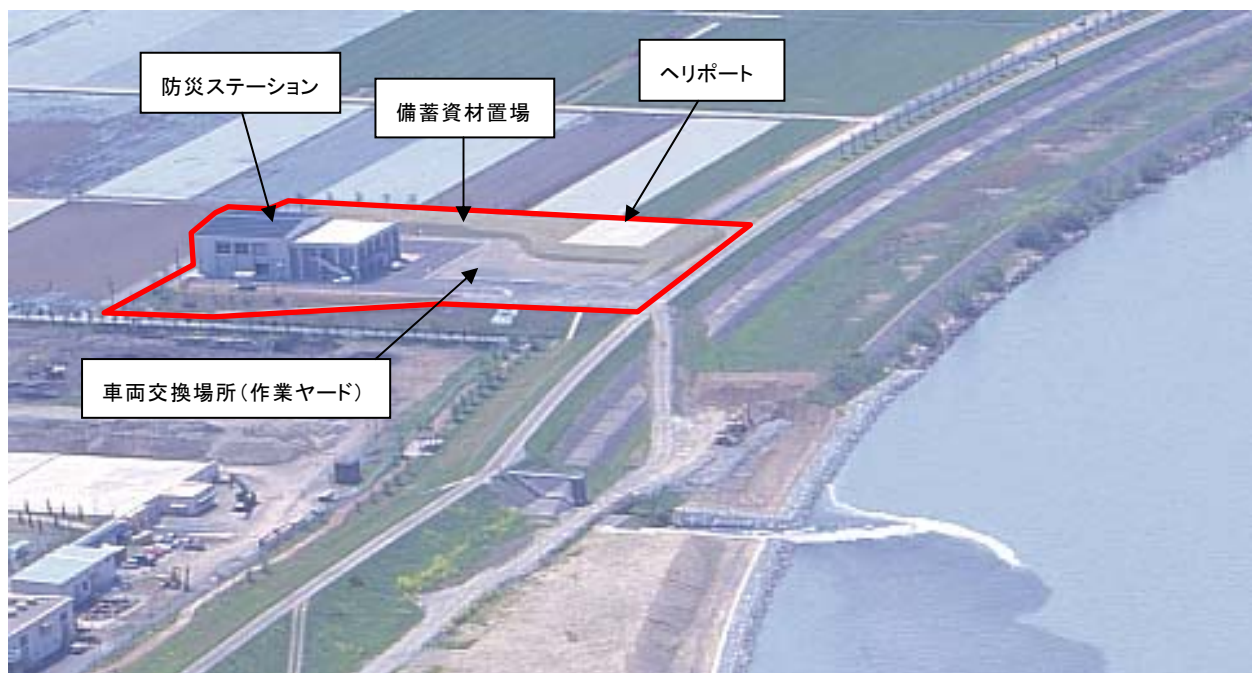 防災ステーション
備蓄資材置場
ヘリポート
車両交換場所（作業ヤード）